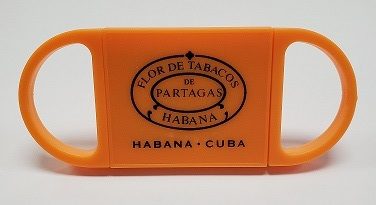 FLOR DE TABACOS
DE
PARTAGAS
HABANA
HABANA · CUBA